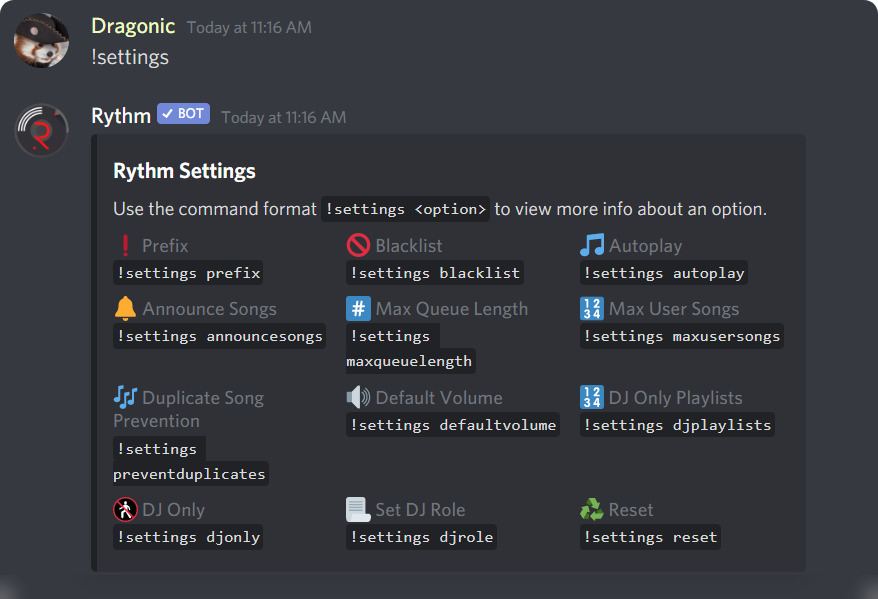 Dragonic Today at 11:16 AM
!settings
Rythm BOT Today at 11:16 AM
Rythm Settings
Use the command format !settings <option> to view more info about an option.
Prefix Blacklist Autoplay
!settings prefix !settings blacklist !settings autoplay
Announce Songs Max Queue Length Max User Songs
!settings announcesongs !settings !settings maxusersongs
maxqueuelength
Duplicate Song Default Volume DJ Only Playlists
Prevention !settings defaultvolume !settings djplaylists
!settings
preventduplicates
DJ Only Set DJ Role Reset
!settings djonly !settings djrole !settings reset